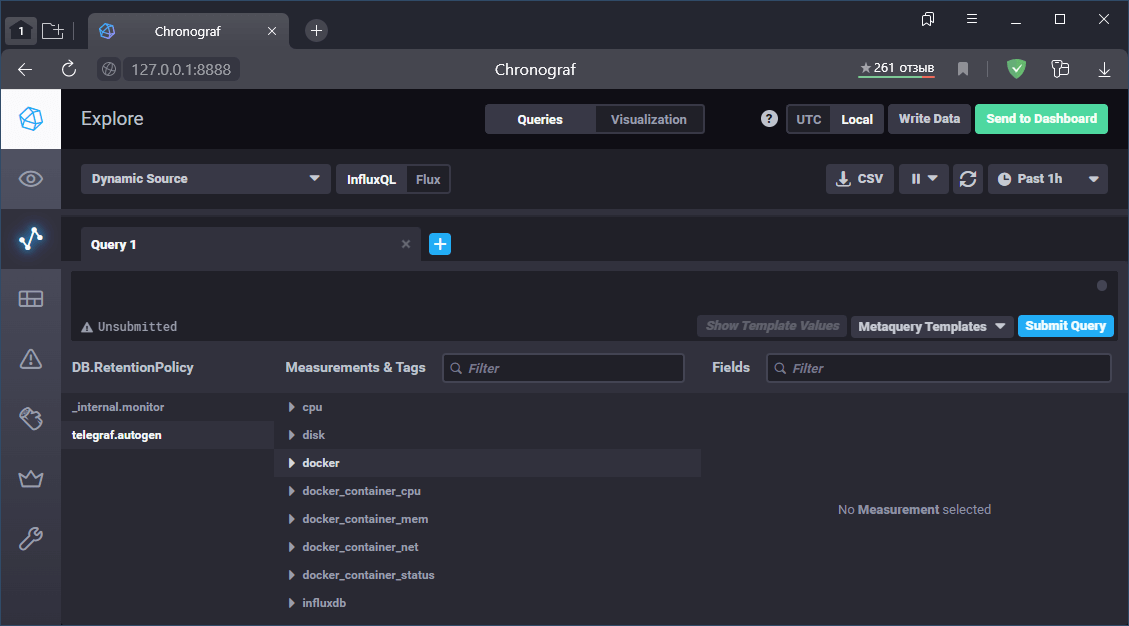 1
Chronograf
127.0.0.1:8888
Chronograf
★261 отзыв
Explore
Queries
Visualization
?
UTC
Local
Write Data
Send to Dashboard
Dynamic Source
InfluxQL
Flux
CSV
Past 1h
Query 1
Unsubmitted
Show Template Values
Metaquery Templates
Submit Query
DB.RetentionPolicy
Measurements & Tags
Filter
Fields
Filter
_internal.monitor
telegraf.autogen
cpu
disk
docker
docker_container_cpu
docker_container_mem
docker_container_net
docker_container_status
influxdb
No Measurement selected